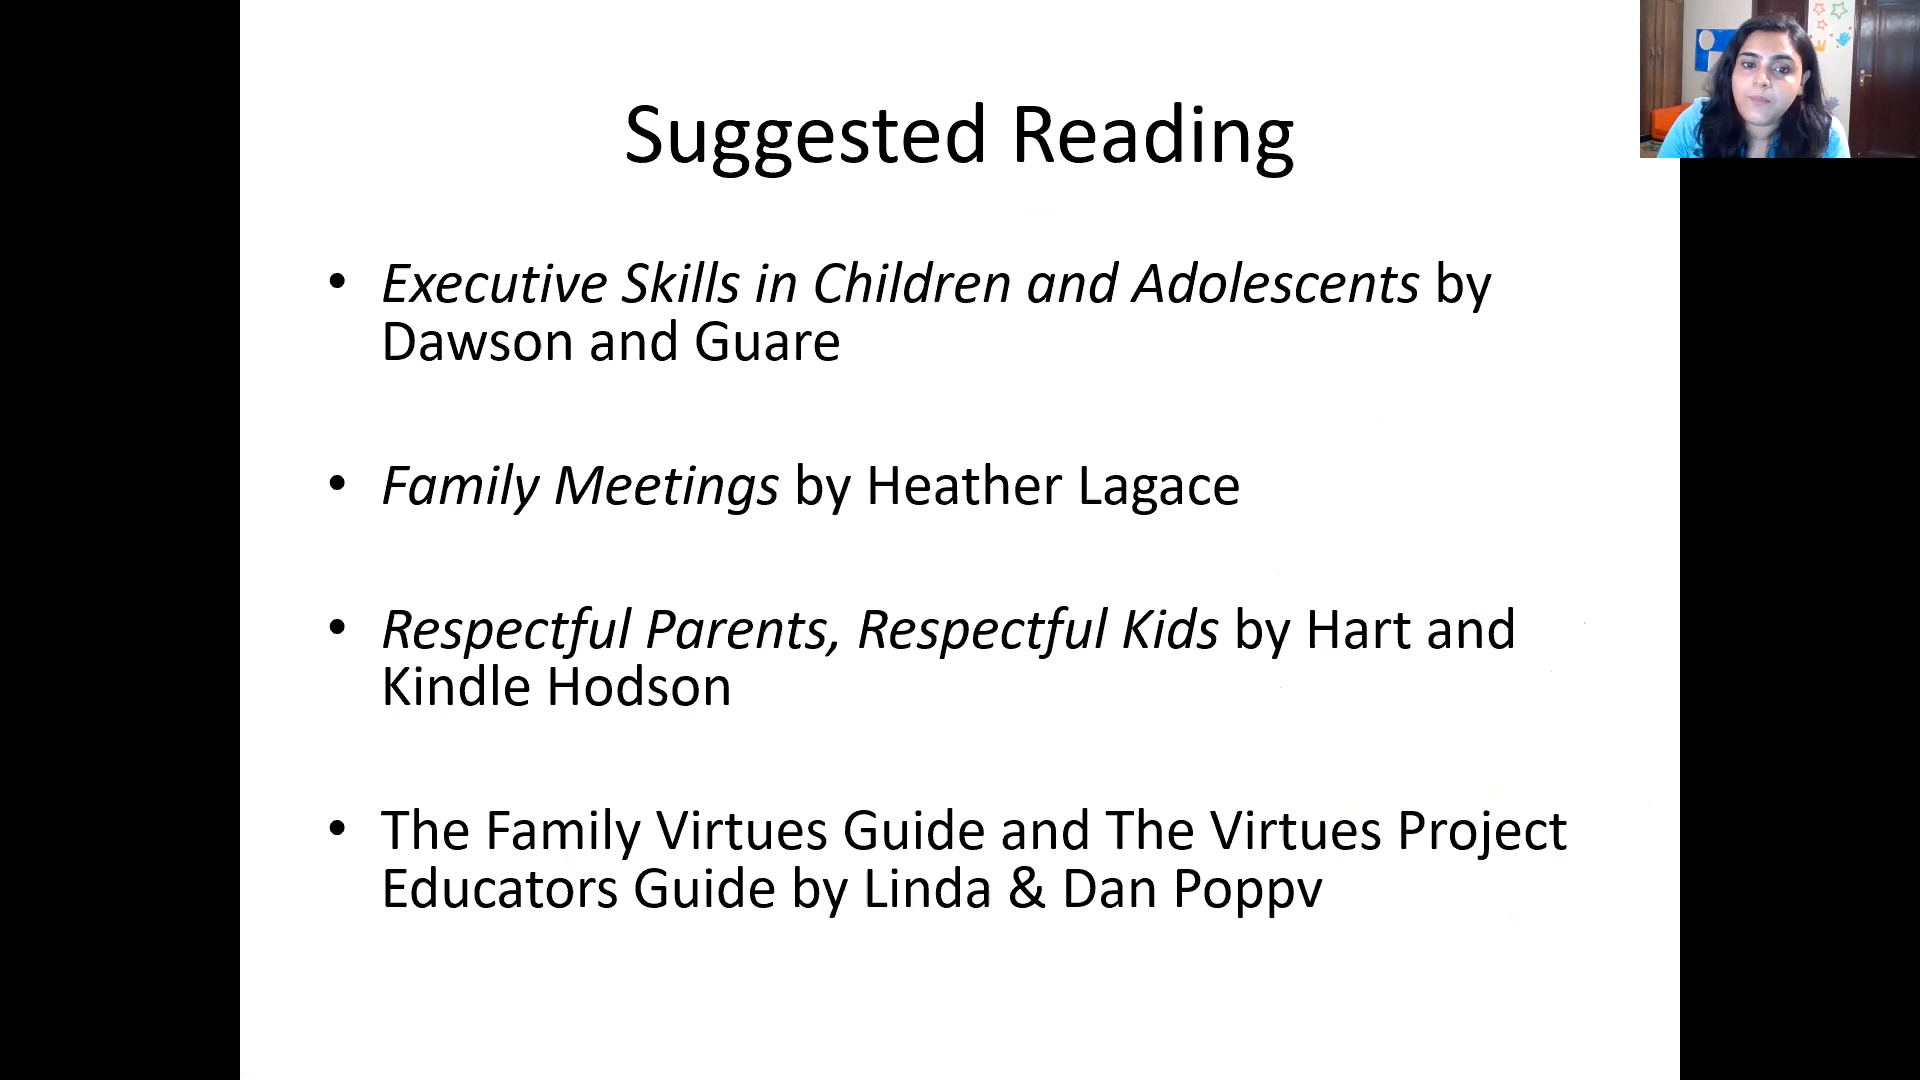 Suggested Reading
• Executive Skills in Children and Adolescents by
Dawson and Guare
• Family Meetings by Heather Lagace
• Respectful Parents, Respectful Kids by Hart and
Kindle Hodson
• The Family Virtues Guide and The Virtues Project
Educators Guide by Linda & Dan Poppv